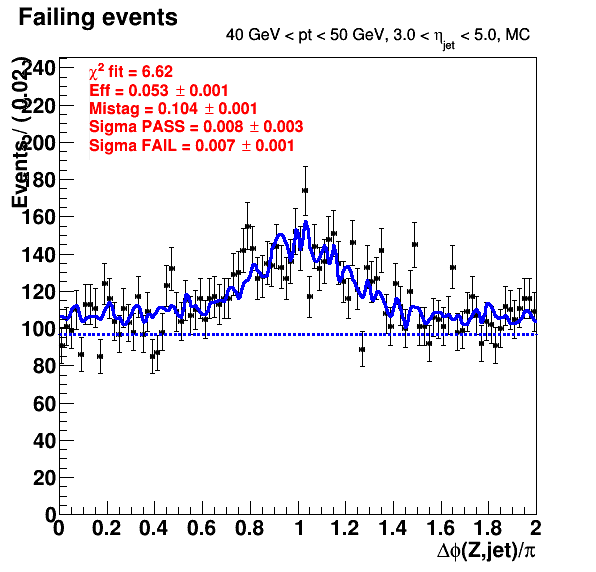 Failing events
40 GeV < pt < 50 GeV, 3.0 < ηjet < 5.0, MC
Events / ( 0.02 )
χ² fit = 6.62
Eff = 0.053 ± 0.001
Mistag = 0.104 ± 0.001
Sigma PASS = 0.008 ± 0.003
Sigma FAIL = 0.007 ± 0.001
240
220
200
180
160
140
120
100
80
60
40
20
0
0 0.2 0.4 0.6 0.8 1 1.2 1.4 1.6 1.8 2
Δϕ(Z,jet)/π